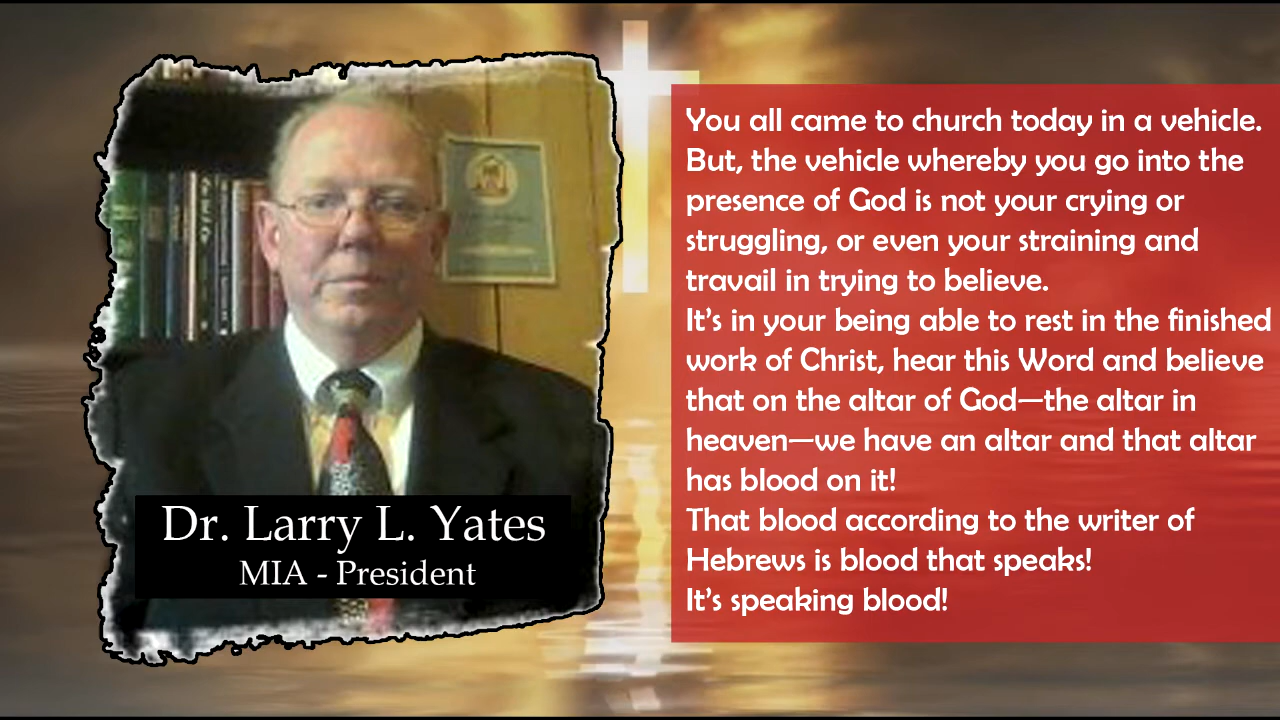 Dr. Larry L. Yates
MIA - President
You all came to church today in a vehicle.
But, the vehicle whereby you go into the
presence of God is not your crying or
struggling, or even your straining and
travail in trying to believe.
It's in your being able to rest in the finished
work of Christ, hear this Word and believe
that on the altar of God—the altar in
heaven—we have an altar and that altar
has blood on it!
That blood according to the writer of
Hebrews is blood that speaks!
It's speaking blood!